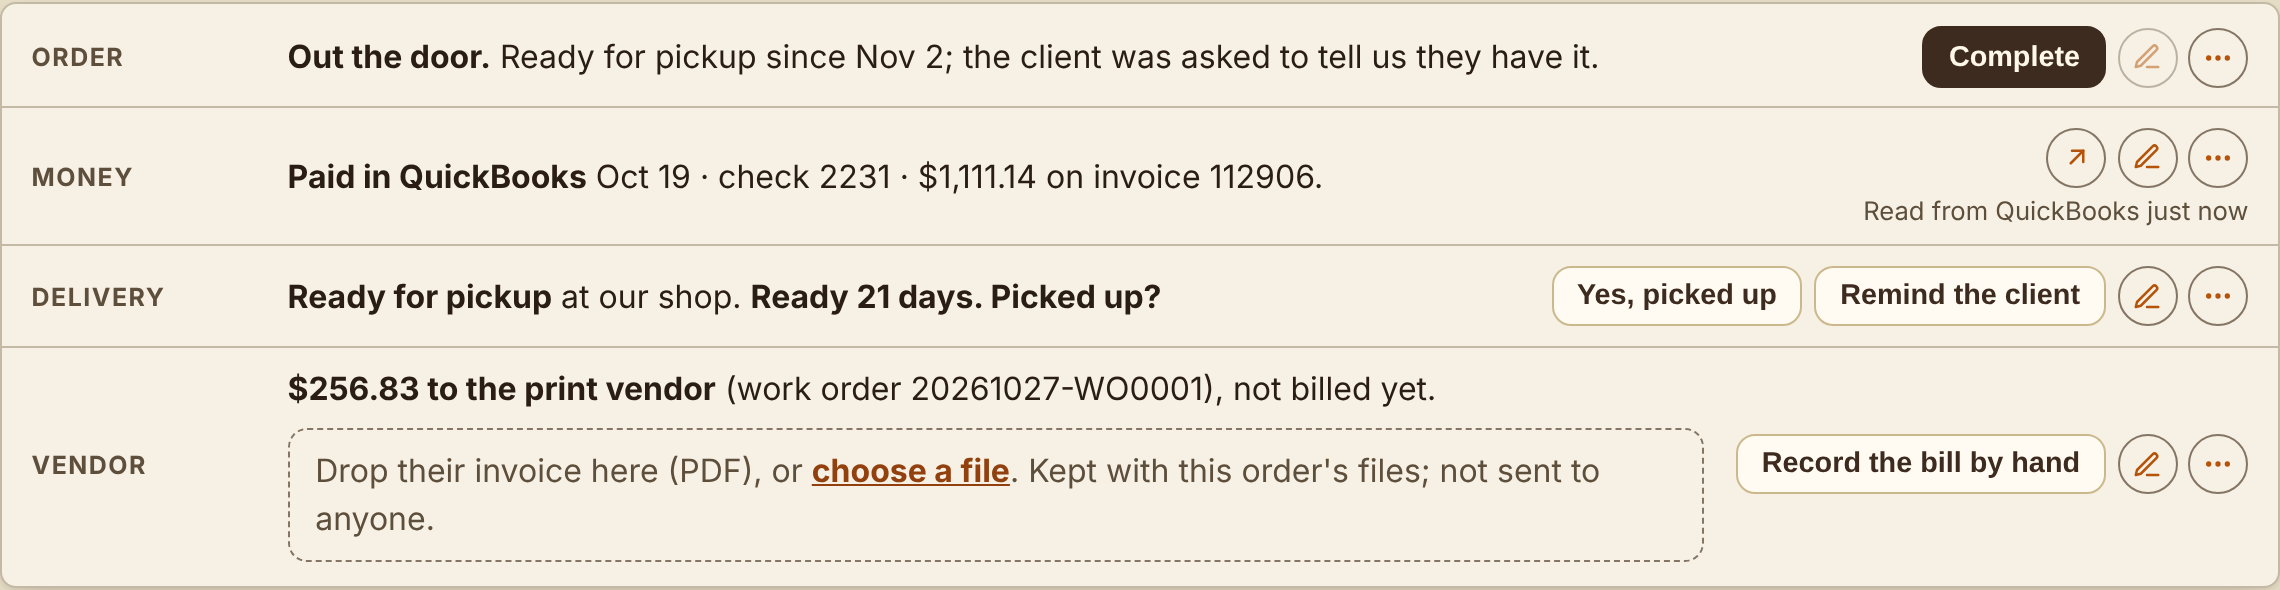 ORDER
Out the door. Ready for pickup since Nov 2; the client was asked to tell us they have it.
Complete
MONEY
Paid in QuickBooks Oct 19 · check 2231 · $1,111.14 on invoice 112906.
Read from QuickBooks just now
DELIVERY
Ready for pickup at our shop. Ready 21 days. Picked up?
Yes, picked up
Remind the client
VENDOR
$256.83 to the print vendor (work order 20261027-WO0001), not billed yet.
Drop their invoice here (PDF), or choose a file. Kept with this order's files; not sent to
anyone.
Record the bill by hand